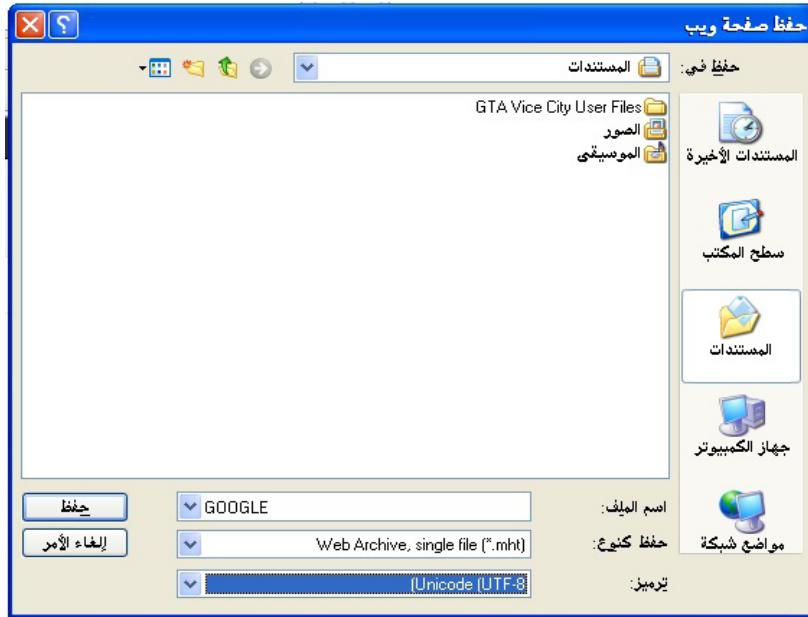 حفظ صفحة ويب
حفظ في:
المستندات
GTA Vice City User Files
الصور
الموسيقى
المستندات الأخيرة
سطح المكتب
المستندات
جهاز الكمبيوتر
مواضع شبكة
اسم الملف:
GOOGLE
حفظ
حفظ كنوع:
Web Archive, single file (*.mht)
إلغاء الأمر
ترميز:
(Unicode (UTF-8